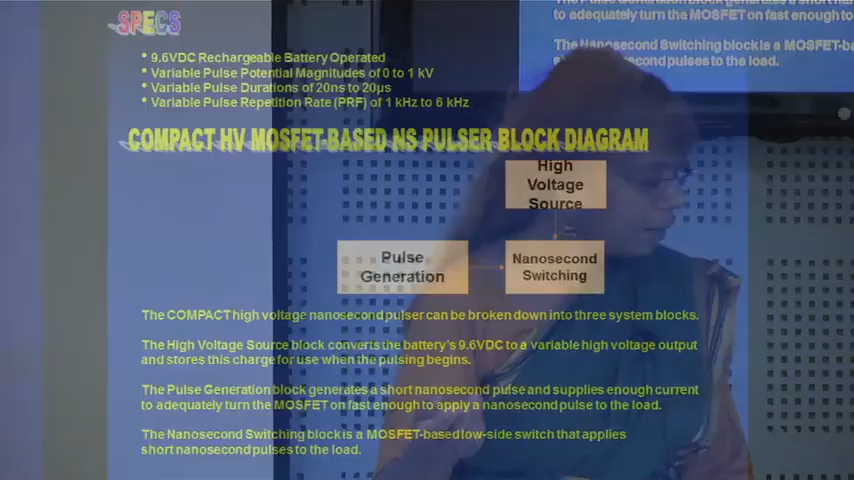 SPECS
to adequately turn the MOSFET on fast enough to
The Nanosecond Switching block is a MOSFET-ba
second pulses to the load.
* 9.6VDC Rechargeable Battery Operated
* Variable Pulse Potential Magnitudes of 0 to 1 kV
* Variable Pulse Durations of 20ns to 20µs
* Variable Pulse Repetition Rate (PRF) of 1 kHz to 6 kHz
COMPACT HV MOSFET-BASED NS PULSER BLOCK DIAGRAM
High
Voltage
Source
Pulse
Generation
Nanosecond
Switching
The COMPACT high voltage nanosecond pulser can be broken down into three system blocks.
The High Voltage Source block converts the battery's 9.6VDC to a variable high voltage output
and stores this charge for use when the pulsing begins.
The Pulse Generation block generates a short nanosecond pulse and supplies enough current
to adequately turn the MOSFET on fast enough to apply a nanosecond pulse to the load.
The Nanosecond Switching block is a MOSFET-based low-side switch that applies
short nanosecond pulses to the load.